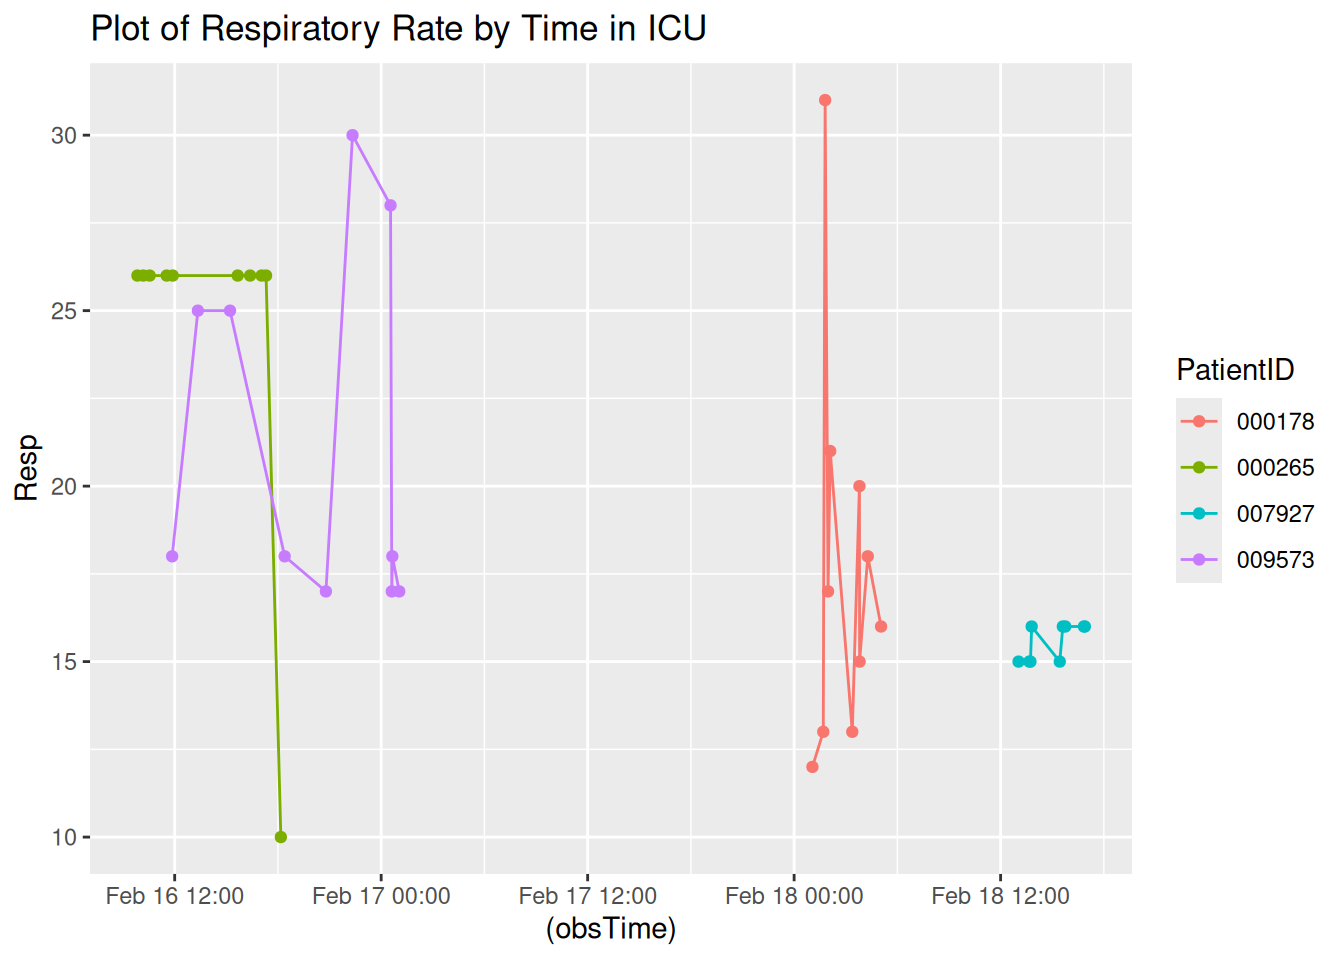 Plot of Respiratory Rate by Time in ICU
30
25
20
15
10
Resp
Feb 16 12:00
Feb 17 00:00
Feb 17 12:00
Feb 18 00:00
Feb 18 12:00
(obsTime)
PatientID
000178
000265
007927
009573